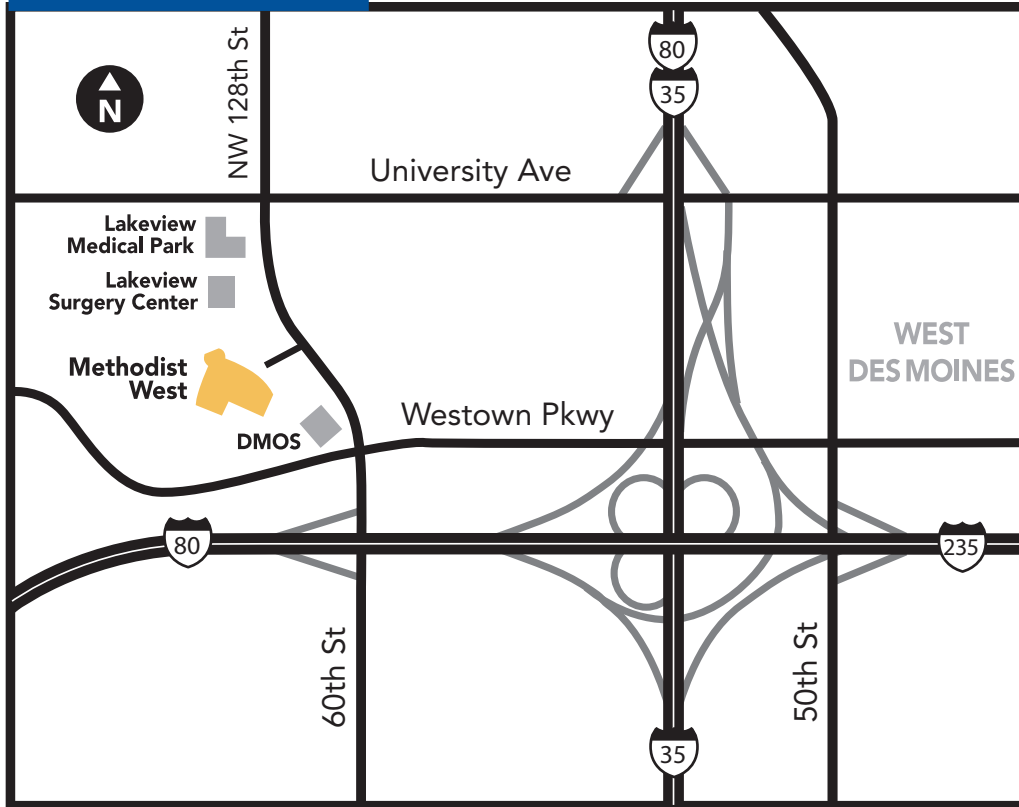 80
35
NW 128th St
N
University Ave
Lakeview
Medical Park
Lakeview
Surgery Center
WEST
DES MOINES
Methodist
West
Westown Pkwy
DMOS
80
235
60th St
50th St
35